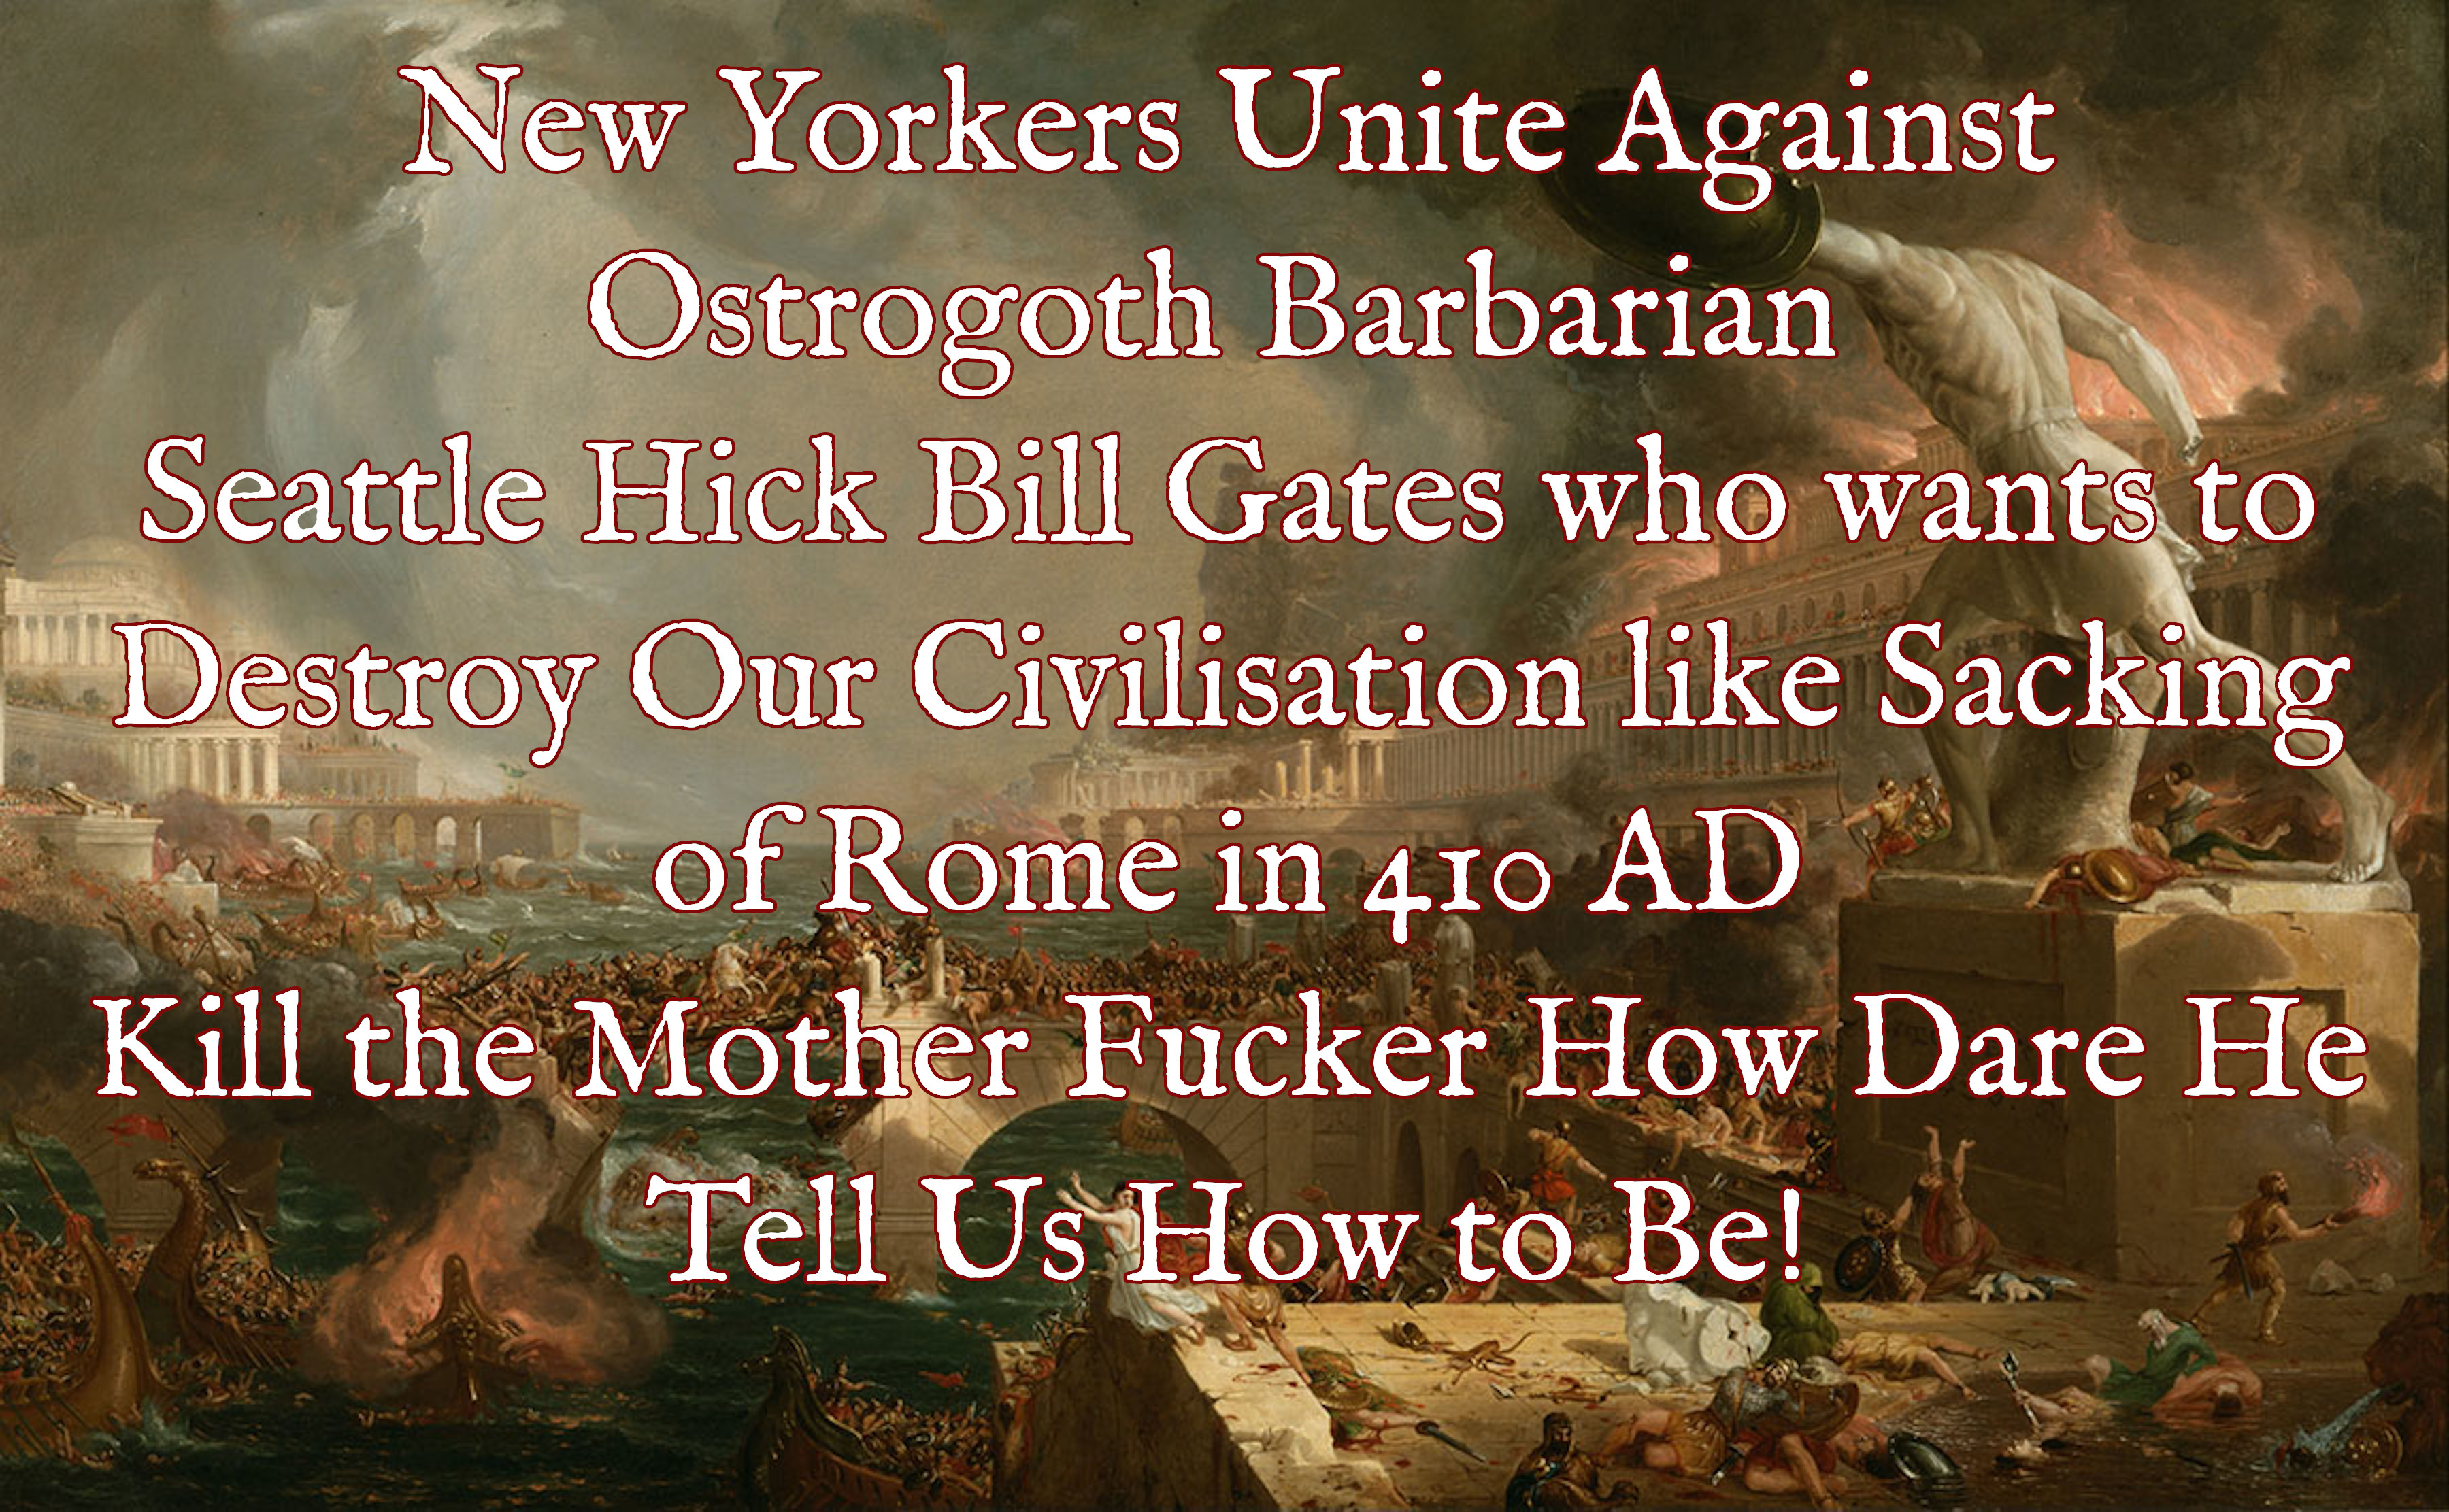 New Yorkers Unite Against
Ostrogoth Barbarian
Seattle Hick Bill Gates who wants to
Destroy Our Civilisation like Sacking
of Rome in 410 AD
Kill the Mother Fucker How Dare He
Tell Us How to Be!